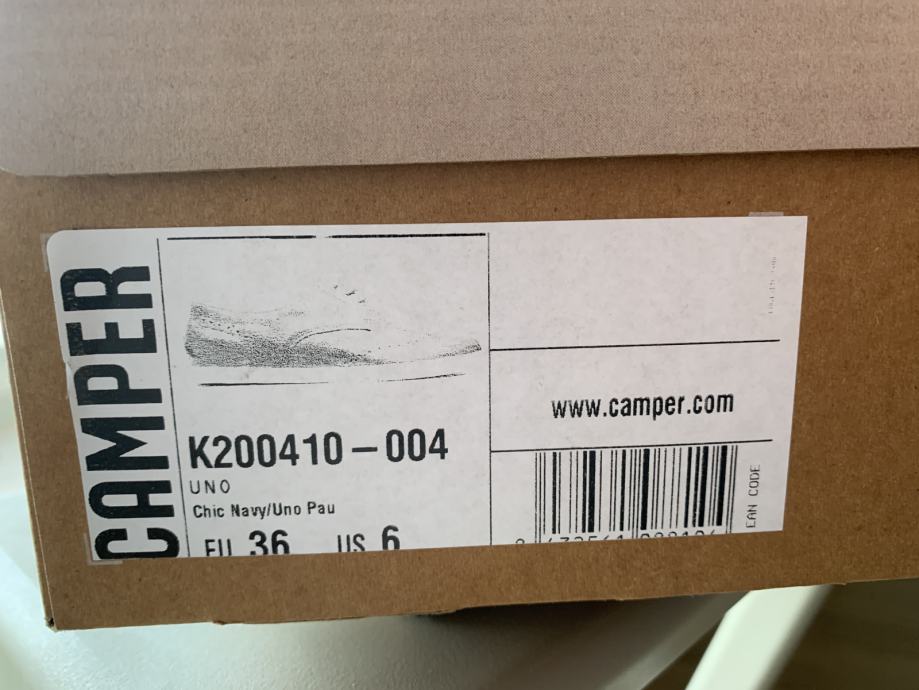 CAMPER
K200410-004
UNO
Chic Navy/Uno Pau
EU 36 US 6
www.camper.com
EAN CODE